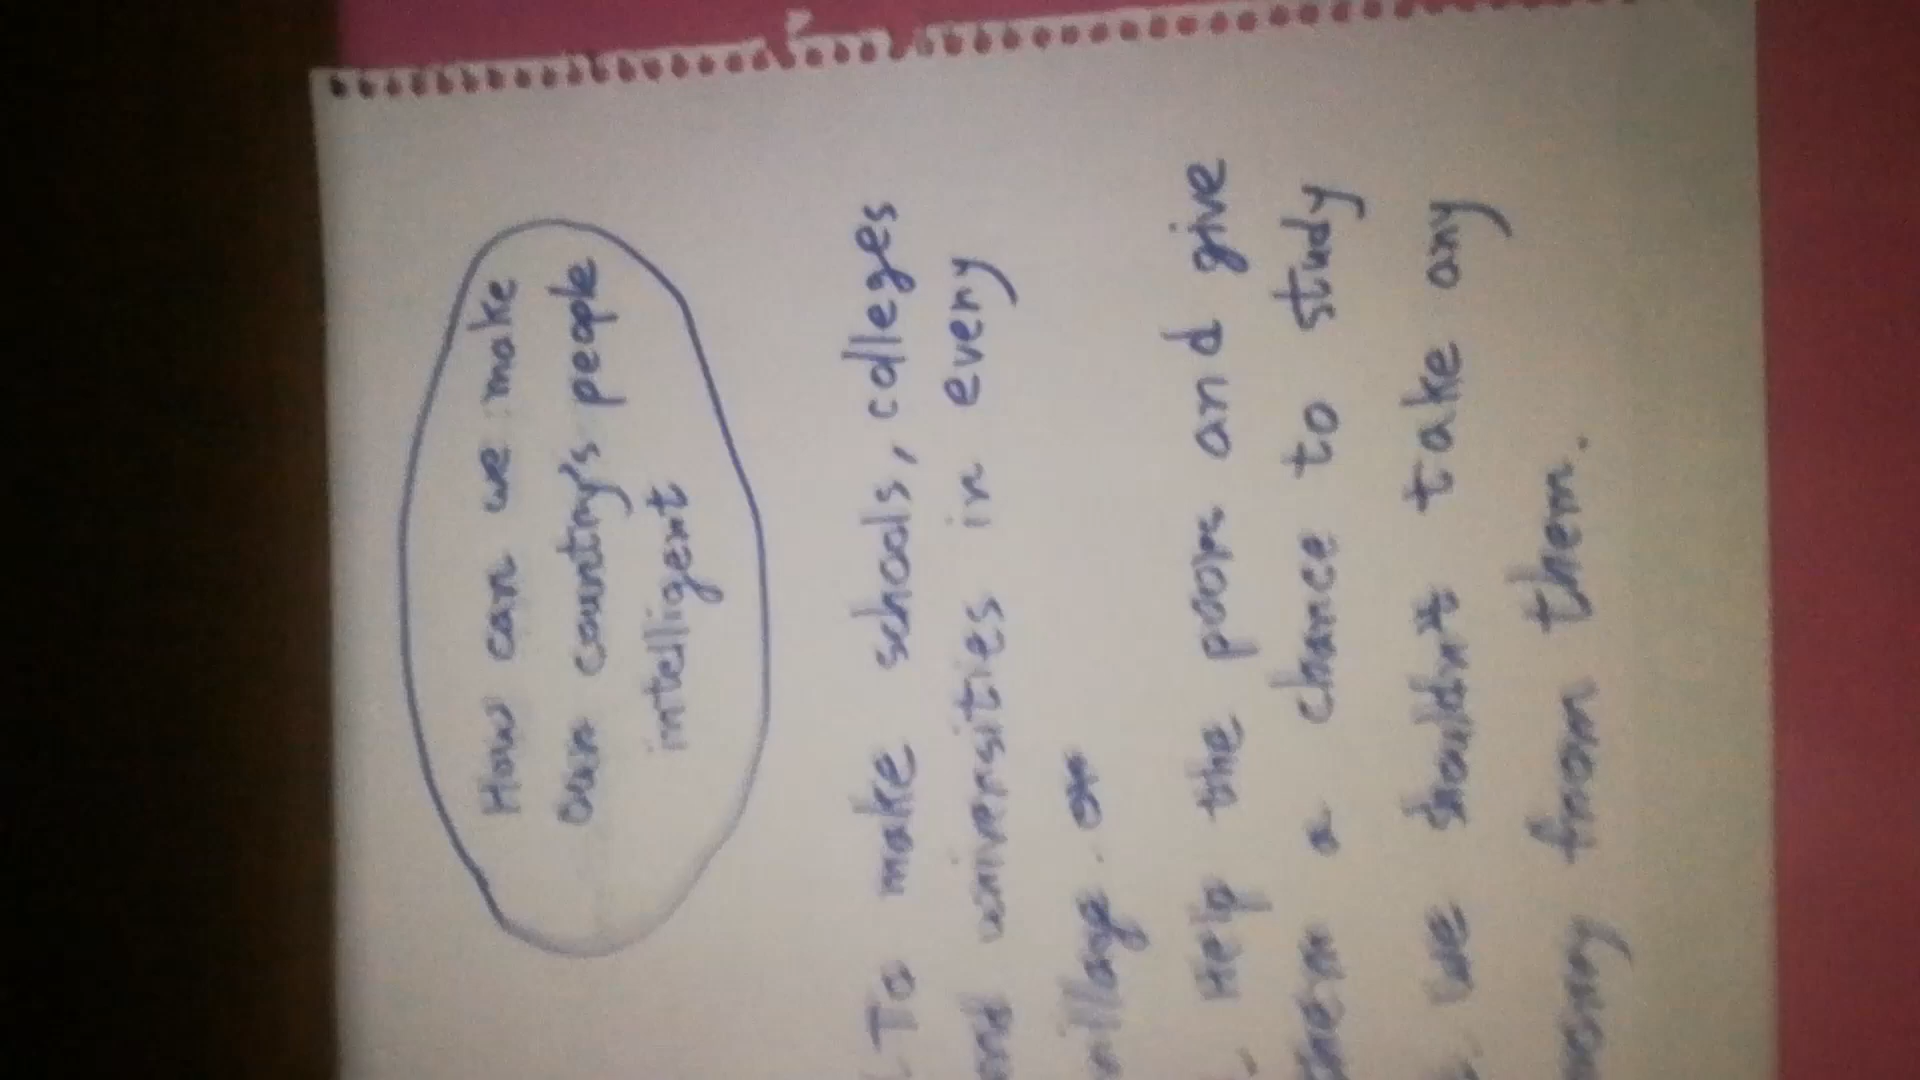 How can we make
our country's people
intelligent
To make schools, colleges
and universities in every
village.
Help the poor and give
them a chance to study
we shouldn't take any
money from them.